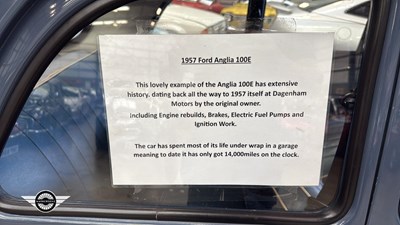 1957 Ford Anglia 100E
This lovely example of the Anglia 100E has extensive
history, dating back all the way to 1957 itself at Dagenham
Motors by the original owner.
including Engine rebuilds, Brakes, Electric Fuel Pumps and
Ignition Work.
The car has spent most of its life under wrap in a garage
meaning to date it has only got 14,000miles on the clock.